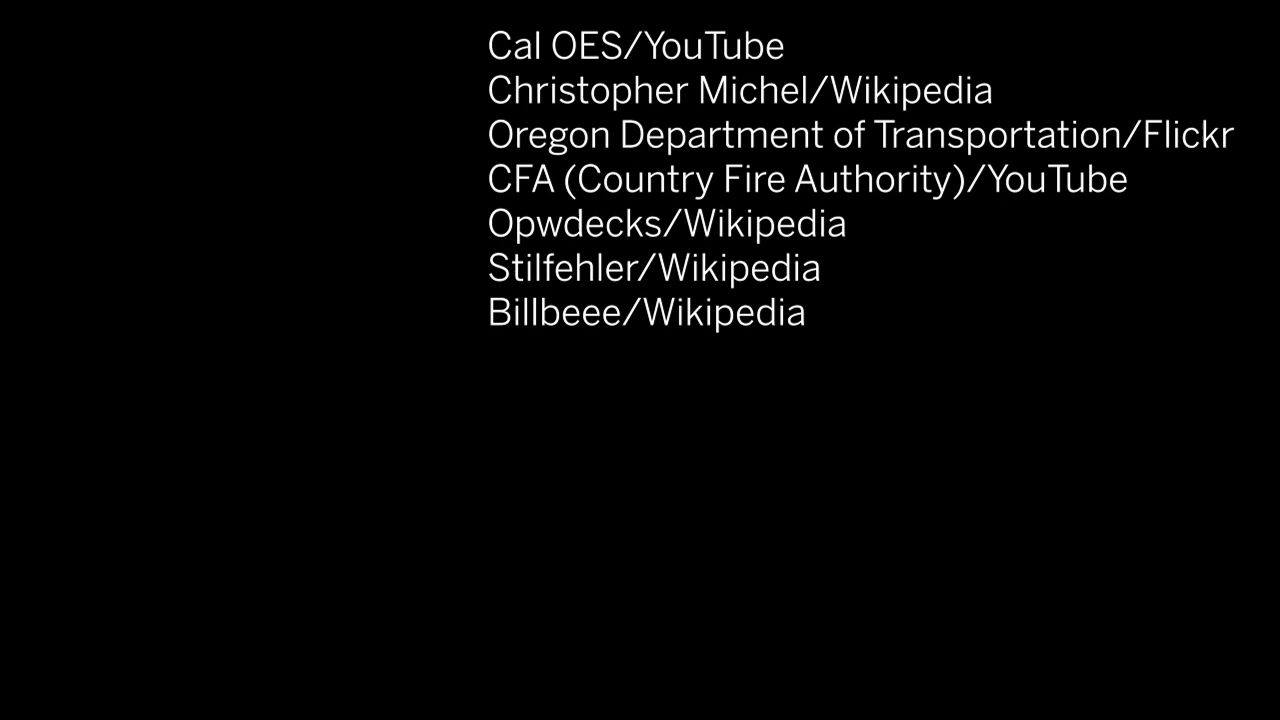 Cal OES/YouTube
Christopher Michel/Wikipedia
Oregon Department of Transportation/Flickr
CFA (Country Fire Authority)/YouTube
Opwdecks/Wikipedia
Stilfehler/Wikipedia
Billbeee/Wikipedia